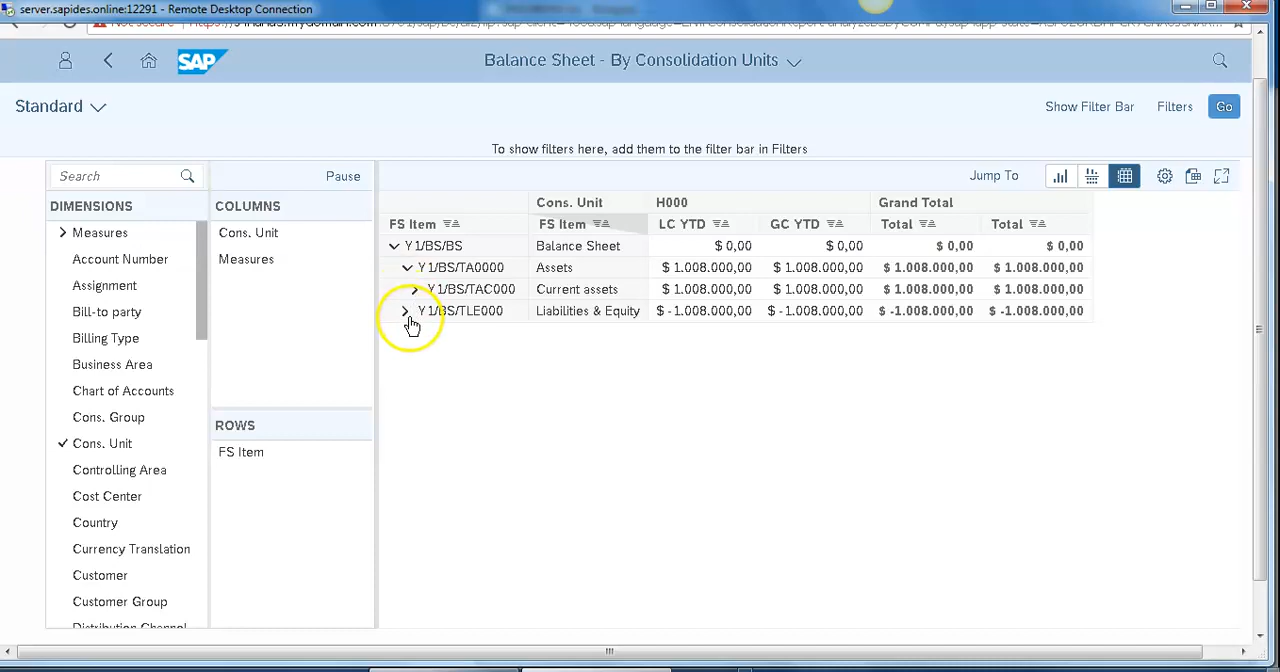 server.sapides.online:12291 - Remote Desktop Connection
SAP
Balance Sheet - By Consolidation Units
Standard
Show Filter Bar
Filters
Go
To show filters here, add them to the filter bar in Filters
Search
Pause
Jump To
DIMENSIONS
Measures
Account Number
Assignment
Bill-to party
Billing Type
Business Area
Chart of Accounts
Cons. Group
Cons. Unit
Controlling Area
Cost Center
Country
Currency Translation
Customer
Customer Group
Distribution Channel
COLUMNS
Cons. Unit
Measures
ROWS
FS Item
Cons. Unit H000 Grand Total
FS Item FS Item LC YTD GC YTD Total Total
Y1/BS/BS Balance Sheet $ 0,00 $ 0,00 $ 0,00 $ 0,00
Y1/BS/TA0000 Assets $ 1.008.000,00 $ 1.008.000,00 $ 1.008.000,00 $ 1.008.000,00
Y1/BS/TAC000 Current assets $ 1.008.000,00 $ 1.008.000,00 $ 1.008.000,00 $ 1.008.000,00
Y1/BS/TLE000 Liabilities & Equity $ -1.008.000,00 $ -1.008.000,00 $ -1.008.000,00 $ -1.008.000,00